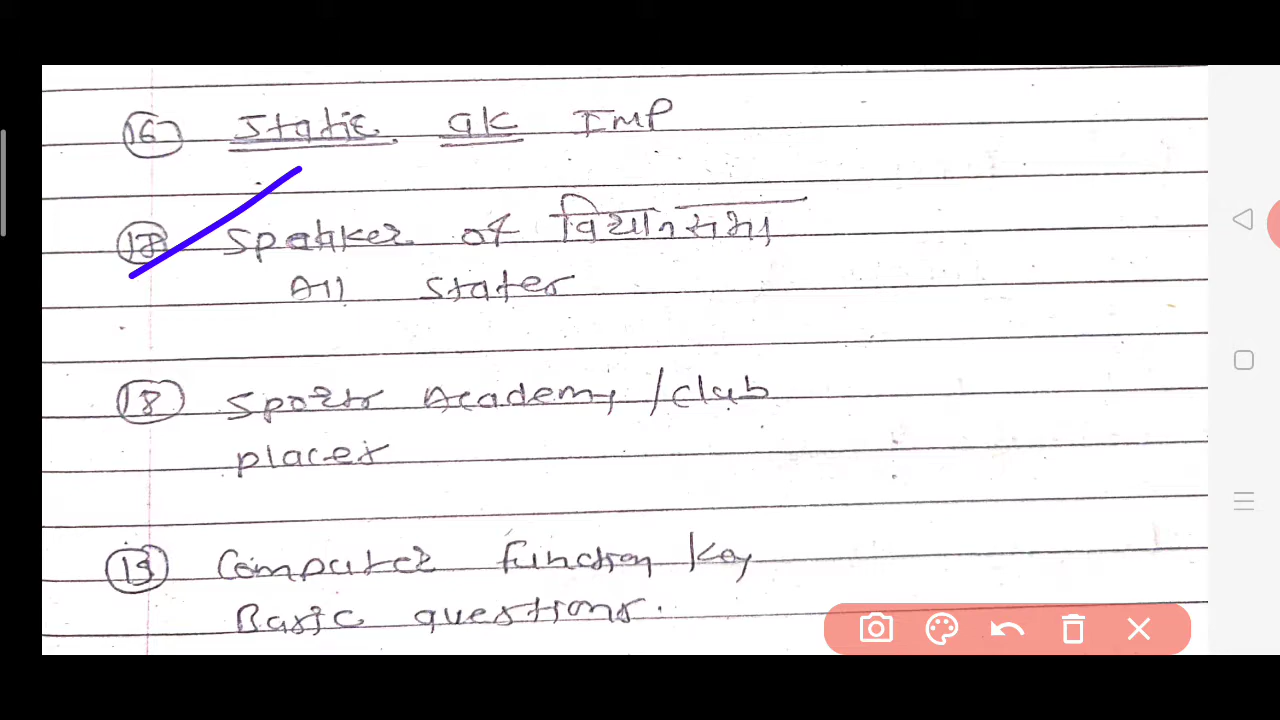 16 Static GK Imp
17 Speaker of विधानसभा
All States
18 Sports Academy / club
places
19 Computer function key
Basic questions.